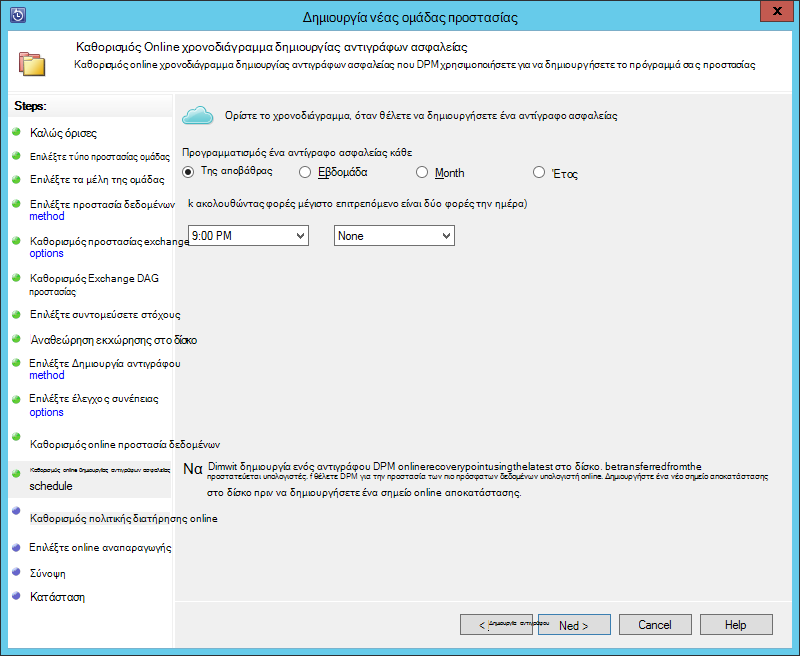 Δημιουργία νέας ομάδας προστασίας
x
Καθορισμός Online χρονοδιάγραμμα δημιουργίας αντιγράφων ασφαλείας
Καθορισμός online χρονοδιάγραμμα δημιουργίας αντιγράφων ασφαλείας που DPM χρησιμοποιήσετε για να δημιουργήσετε το πρόγραμμά σας προστασίας
Steps:
Καλώς όρισες
Επιλέξτε τύπο προστασίας ομάδας
Επιλέξτε τα μέλη της ομάδας
Επιλέξτε προστασία δεδομένων
method
Καθορισμός προστασίας exchange
options
Καθορισμός Exchange DAG
προστασίας
Επιλέξτε συντομεύσετε στόχους
Αναθεώρηση εκχώρησης στο δίσκο
Επιλέξτε Δημιουργία αντιγράφου
method
Επιλέξτε έλεγχος συνέπειας
options
Καθορισμός online προστασία δεδομένων
Καθορισμός online δημιουργίας αντιγράφων ασφαλείας
schedule
Καθορισμός πολιτικής διατήρησης online
Επιλέξτε online αναπαραγωγής
Σύνοψη
Κατάσταση
Ορίστε το χρονοδιάγραμμα, όταν θέλετε να δημιουργήσετε ένα αντίγραφο ασφαλείας
Προγραμματισμός ένα αντίγραφο ασφαλείας κάθε
Της αποβάθρας
Εβδομάδα
Month
Έτος
k ακολουθώντας φορές μέγιστο επιτρεπόμενο είναι δύο φορές την ημέρα)
9:00 PM
None
Να Dimwit δημιουργία ενός αντιγράφου DPM onlinerecoverypointusingthelatest στο δίσκο. betransferredfromthe
προστατεύεται υπολογιστές. f θέλετε DPM για την προστασία των πιο πρόσφατων δεδομένων υπολογιστή online. Δημιουργήστε ένα νέο σημείο αποκατάστασης
στο δίσκο πριν να δημιουργήσετε ένα σημείο online αποκατάστασης.
< Δημιουργία αντιγράφου
Ned >
Cancel
Help